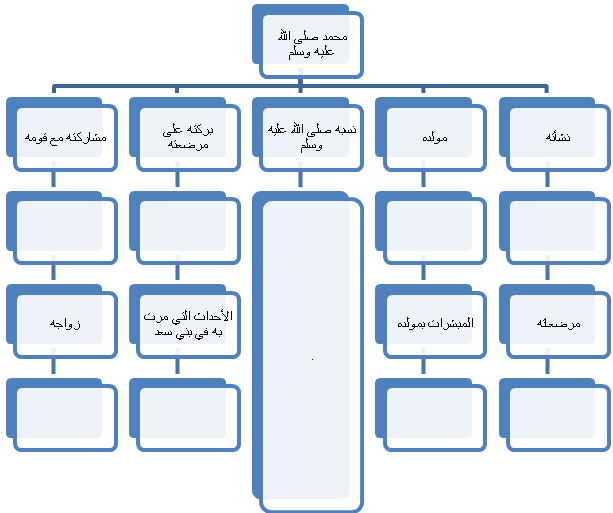 محمد صلى الله
عليه وسلم
نشأته
مولده
نسبه صلى الله عليه
وسلم
بركته على
مرضعته
مشاركته مع قومه
مرضعته
المبشرات بمولده
.
الأحداث التي مرت
به في بني سعد
زواجه